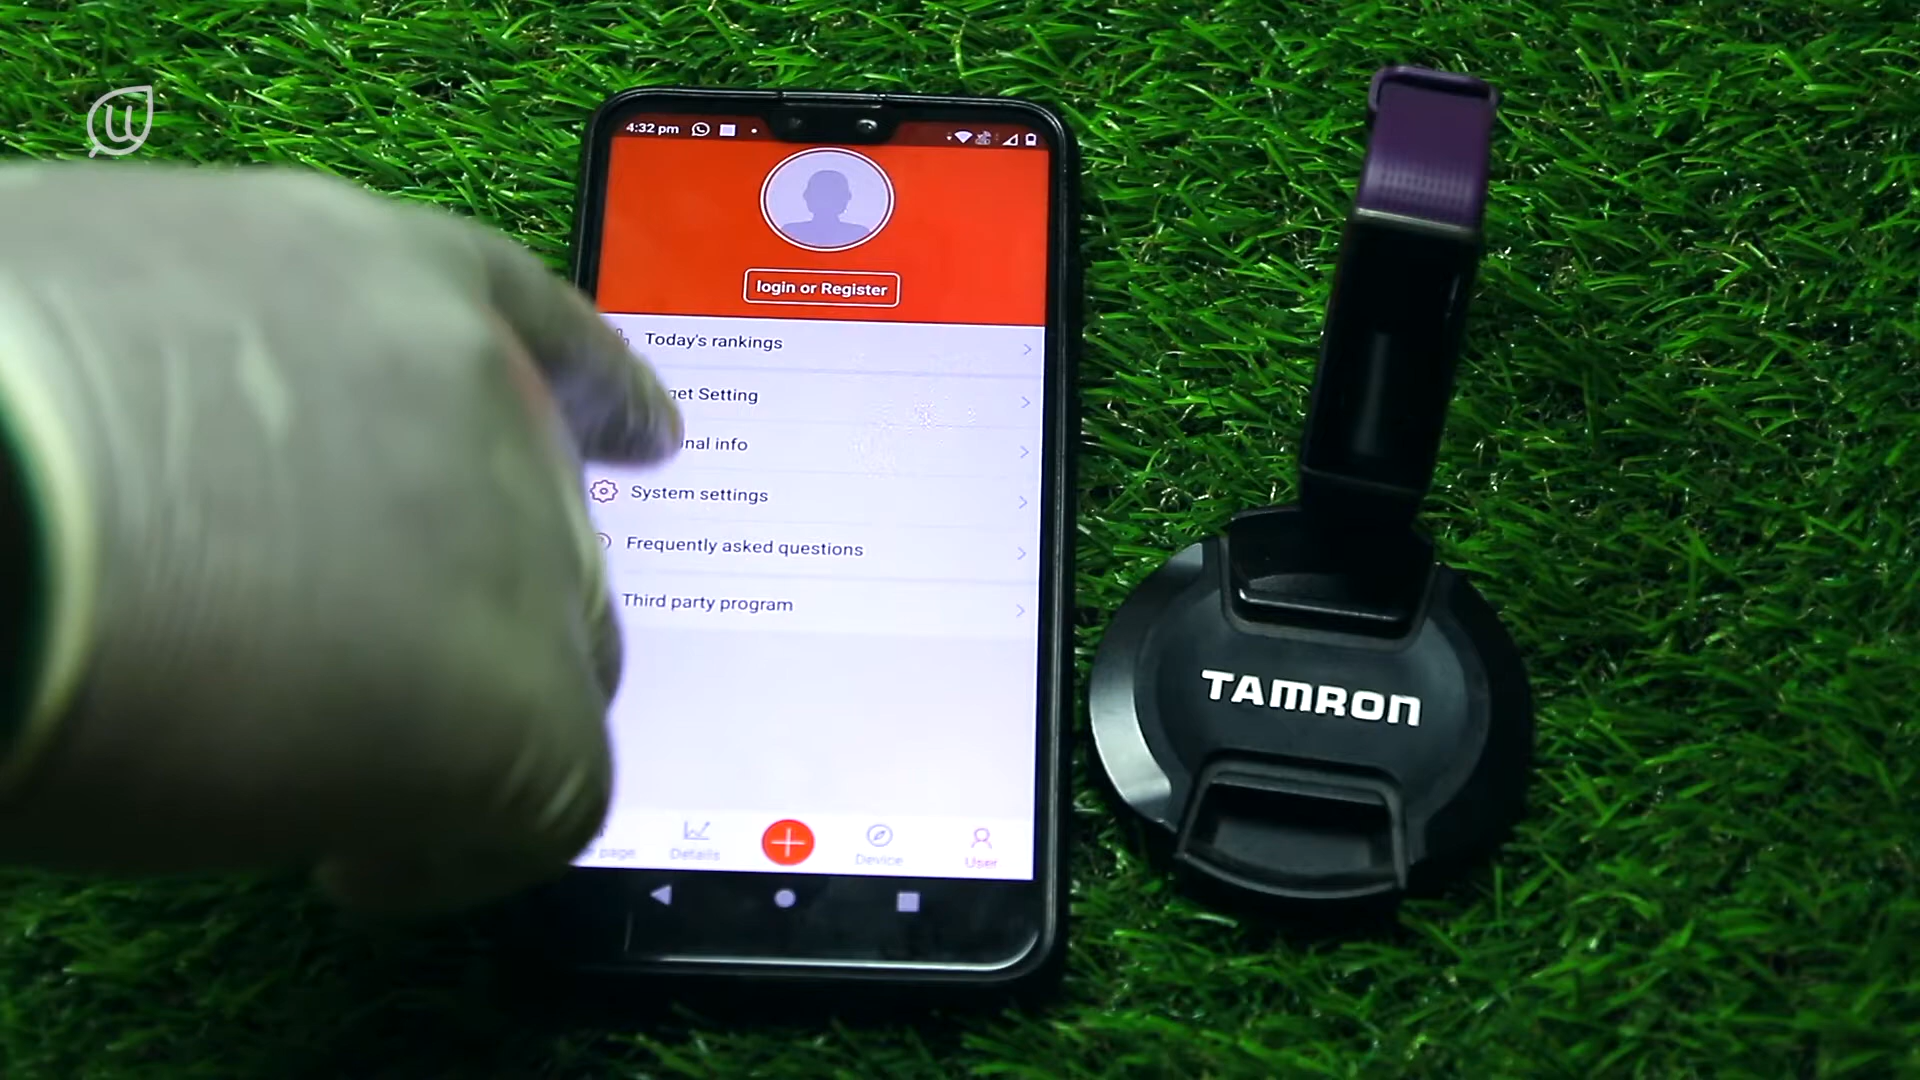 u
4:32 pm
login or Register
Today's rankings
get Setting
nal info
System settings
Frequently asked questions
Third party program
page
Details
Device
User
TAMRON